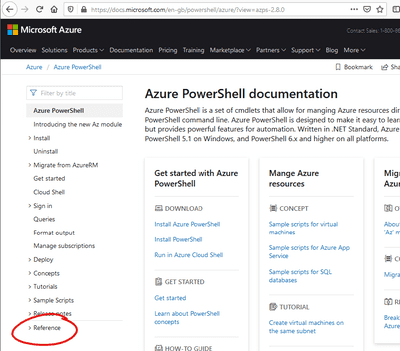 https://docs.microsoft.com/en-gb/powershell/azure/?view=azps-2.8.0
Microsoft Azure
Contact Sales: 1-800-
Overview Solutions Products Documentation Pricing Training Marketplace Partners Support Blog More
Azure / Azure PowerShell
Bookmark
Sha
Filter by title
Azure PowerShell
Introducing the new Az module
Install
Uninstall
Migrate from AzureRM
Get started
Cloud Shell
Sign in
Queries
Format output
Manage subscriptions
Deploy
Concepts
Tutorials
Sample Scripts
Release notes
Reference
Azure PowerShell documentation
Azure PowerShell is a set of cmdlets that allow for manging Azure resources dir
PowerShell command line. Azure PowerShell is designed to make it easy to lear
but provides powerful features for automation. Written in .NET Standard, Azure
PowerShell 5.1 on Windows, and PowerShell 6.x and higher on all platforms.
Get started with Azure
PowerShell
DOWNLOAD
Install Azure PowerShell
Install PowerShell
Run in Azure Cloud Shell
GET STARTED
Get started
Learn about PowerShell
concepts
HOW-TO GUIDE
Mange Azure
resources
CONCEPT
Sample scripts for virtual
machines
Sample scripts for Azure App
Service
Sample scripts for SQL
databases
TUTORIAL
Create virtual machines on
the same subnet
Mig
Azur
O
Abou
'Az' m
R
Break
Azure